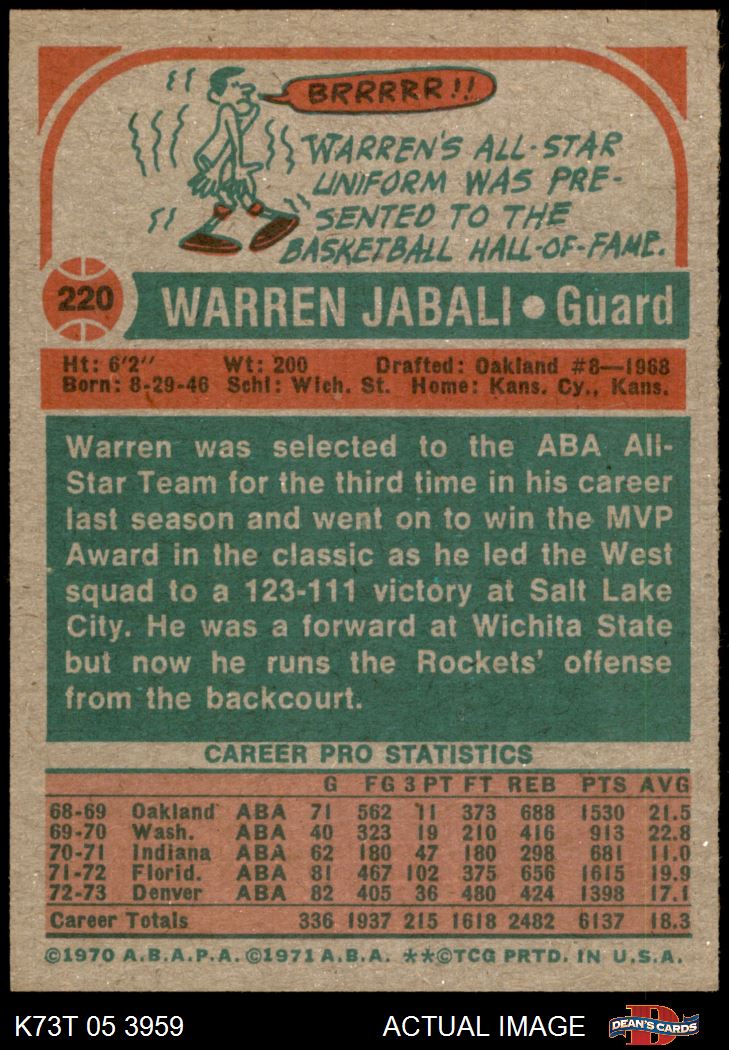 BRRRRR!!
WARREN'S ALL-STAR
UNIFORM WAS PRE-
SENTED TO THE
BASKETBALL HALL-OF-FAME.
220 WARREN JABALI • Guard
Ht: 6'2" Wt: 200 Drafted: Oakland #8—1968
Born: 8-29-46 Schl: Wich. St. Home: Kans. Cy., Kans.
Warren was selected to the ABA All-
Star Team for the third time in his career
last season and went on to win the MVP
Award in the classic as he led the West
squad to a 123-111 victory at Salt Lake
City. He was a forward at Wichita State
but now he runs the Rockets' offense
from the backcourt.
CAREER PRO STATISTICS
G FG 3 PT FT REB PTS AVG
68-69 Oakland ABA 71 562 11 373 688 1530 21.5
69-70 Wash. ABA 40 323 19 210 416 913 22.8
70-71 Indiana ABA 62 180 47 180 298 681 11.0
71-72 Florid. ABA 81 467 102 375 656 1615 19.9
72-73 Denver ABA 82 405 36 480 424 1398 17.1
Career Totals 336 1937 215 1618 2482 6137 18.3
©1970 A.B.A.P.A. ©1971 A.B.A. **©TCG PRTD. IN U.S.A.
K73T 05 3959 ACTUAL IMAGE DEAN'S CARDS